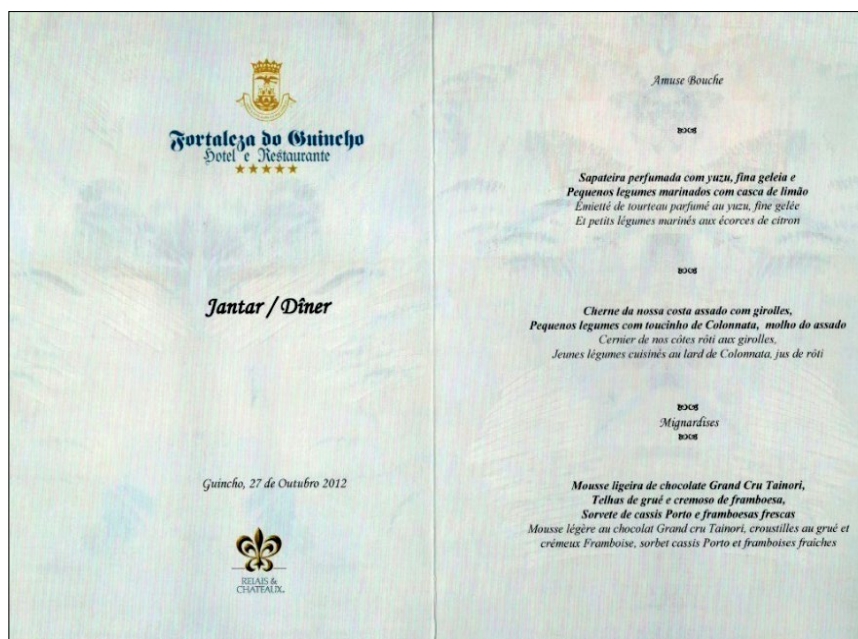 Fortaleza do Guincho
Hotel e Restaurante
Jantar / Dîner
Guincho, 27 de Outubro 2012
RELAIS &
CHATEAUX
Amuse Bouche
Sapateira perfumada com yuzu, fina geleia e
Pequenos legumes marinados com casca de limão
Émietté de tourteau parfumé au yuzu, fine gelée
Et petits légumes marinés aux écorces de citron
Cherne da nossa costa assado com girolles,
Pequenos legumes com toucinho de Colonnata, molho do assado
Cernier de nos côtes rôti aux girolles,
Jeunes légumes cuisinés au lard de Colonnata, jus de rôti
Mignardises
Mousse ligeira de chocolate Grand Cru Tainori,
Telhas de grué e cremoso de framboesa,
Sorvete de cassis Porto e framboesas frescas
Mousse légère au chocolat Grand cru Tainori, croustilles au grué et
crémeux Framboise, sorbet cassis Porto et framboises fraîches